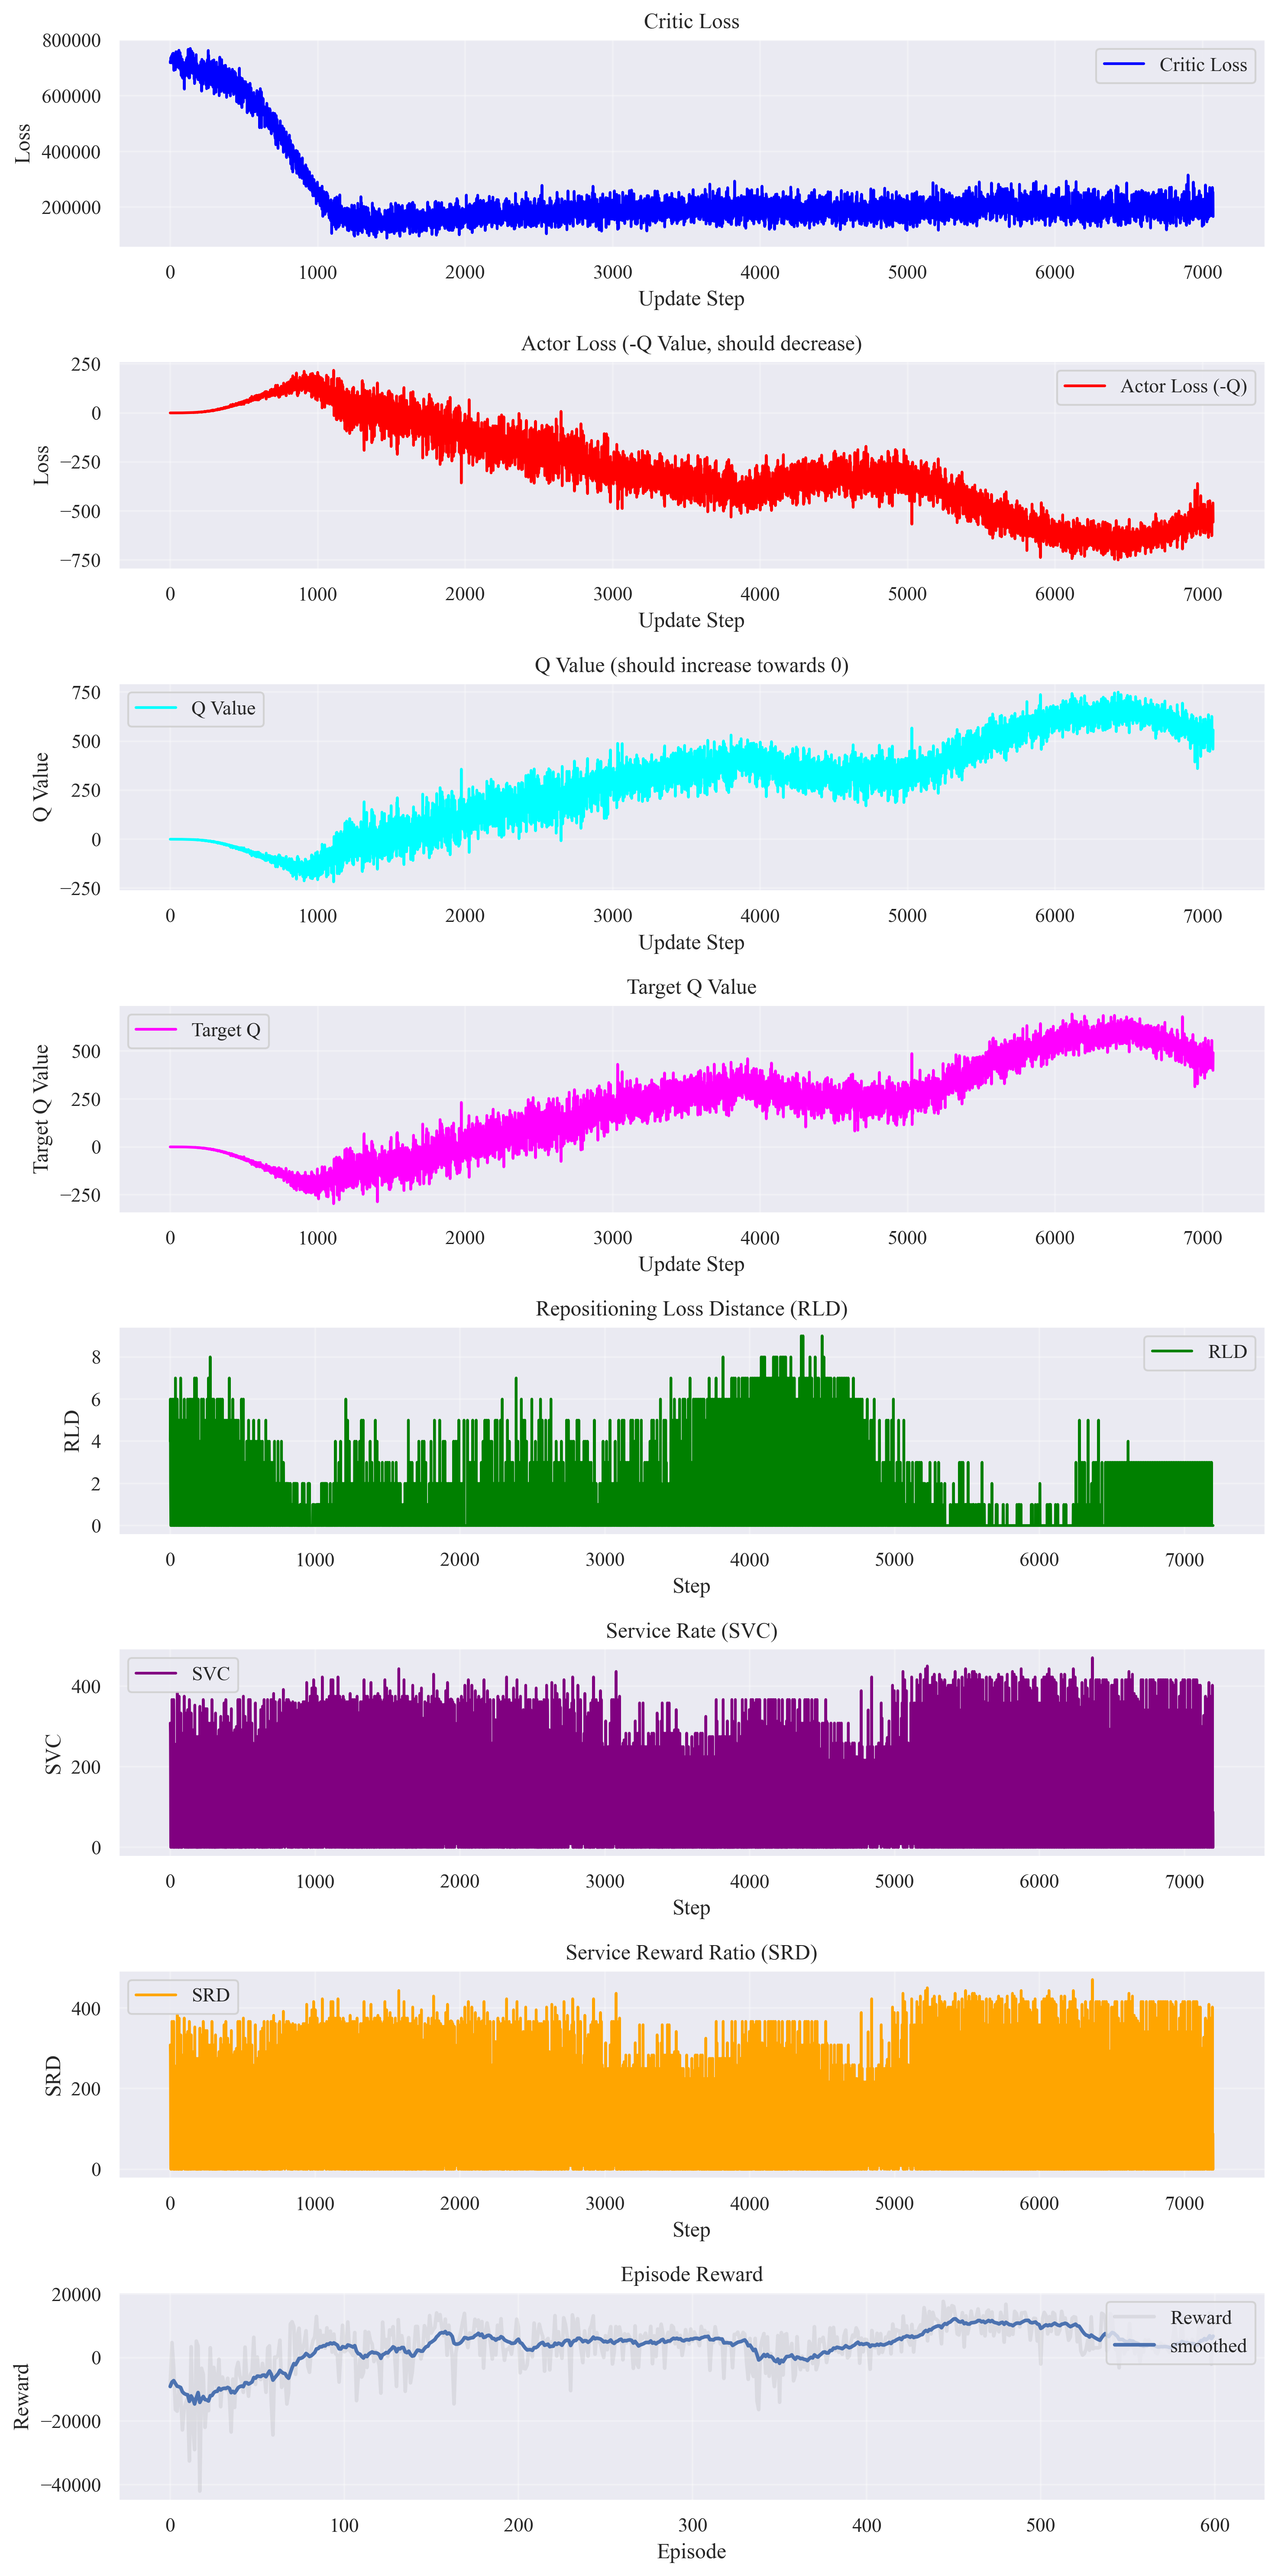 Critic Loss
800000
600000
400000
200000
Loss
Critic Loss
0 1000 2000 3000 4000 5000 6000 7000
Update Step
Actor Loss (-Q Value, should decrease)
250
0
−250
−500
−750
Loss
Actor Loss (-Q)
0 1000 2000 3000 4000 5000 6000 7000
Update Step
Q Value (should increase towards 0)
750
500
250
0
−250
Q Value
Q Value
0 1000 2000 3000 4000 5000 6000 7000
Update Step
Target Q Value
500
250
0
−250
Target Q Value
Target Q
0 1000 2000 3000 4000 5000 6000 7000
Update Step
Repositioning Loss Distance (RLD)
8
6
4
2
0
RLD
RLD
0 1000 2000 3000 4000 5000 6000 7000
Step
Service Rate (SVC)
400
200
0
SVC
SVC
0 1000 2000 3000 4000 5000 6000 7000
Step
Service Reward Ratio (SRD)
400
200
0
SRD
SRD
0 1000 2000 3000 4000 5000 6000 7000
Step
Episode Reward
20000
0
−20000
−40000
Reward
Reward
smoothed
0 100 200 300 400 500 600
Episode